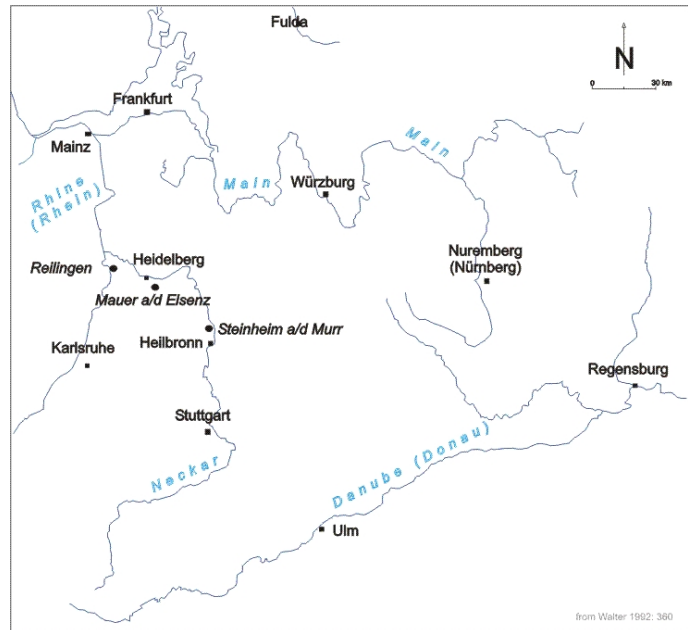 Fulda
N
0 30 km
Frankfurt
Mainz
Main
Main
Würzburg
Rhine
(Rhein)
Nuremberg
(Nürnberg)
Heidelberg
Reilingen
Mauer a/d Elsenz
Steinheim a/d Murr
Heilbronn
Karlsruhe
Regensburg
Stuttgart
Neckar
Danube (Donau)
Ulm
from Walter 1992: 360